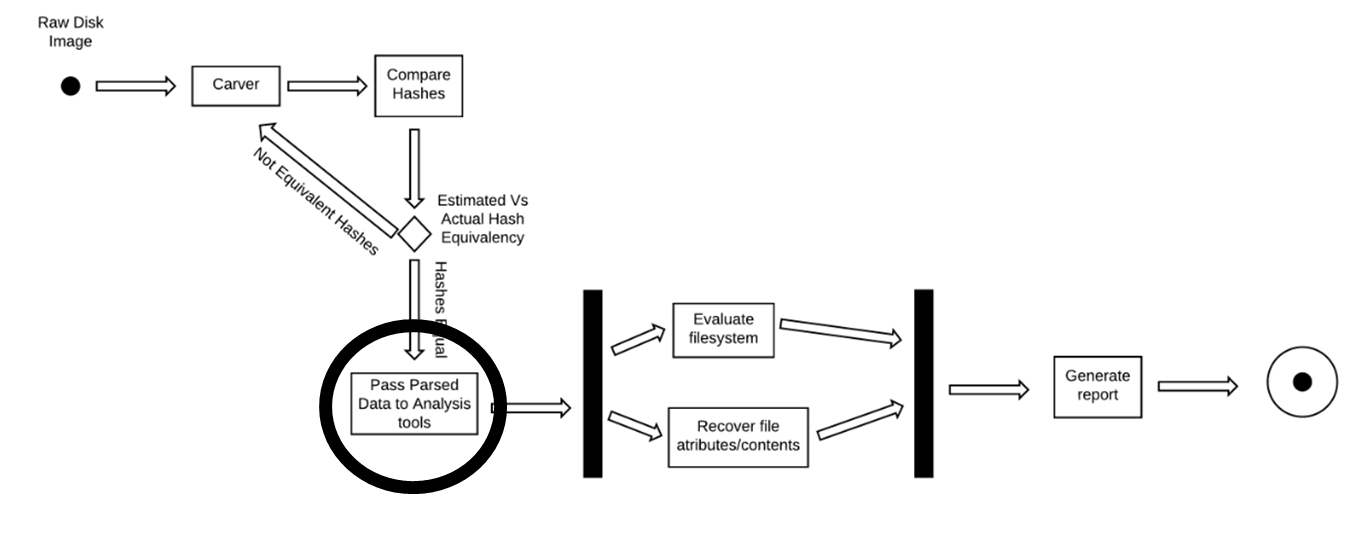 Raw Disk
Image
Carver
Compare
Hashes
Not Equivalent Hashes
Estimated Vs
Actual Hash
Equivalency
Hashes Equal
Pass Parsed
Data to Analysis
tools
Evaluate
filesystem
Recover file
atributes/contents
Generate
report